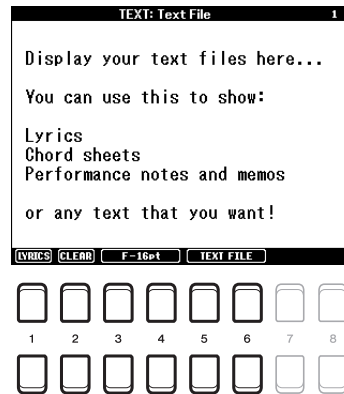 TEXT: Text File 1
Display your text files here...
You can use this to show:
Lyrics
Chord sheets
Performance notes and memos
or any text that you want!
LYRICS CLEAR F-16pt TEXT FILE
1 2 3 4 5 6 7 8